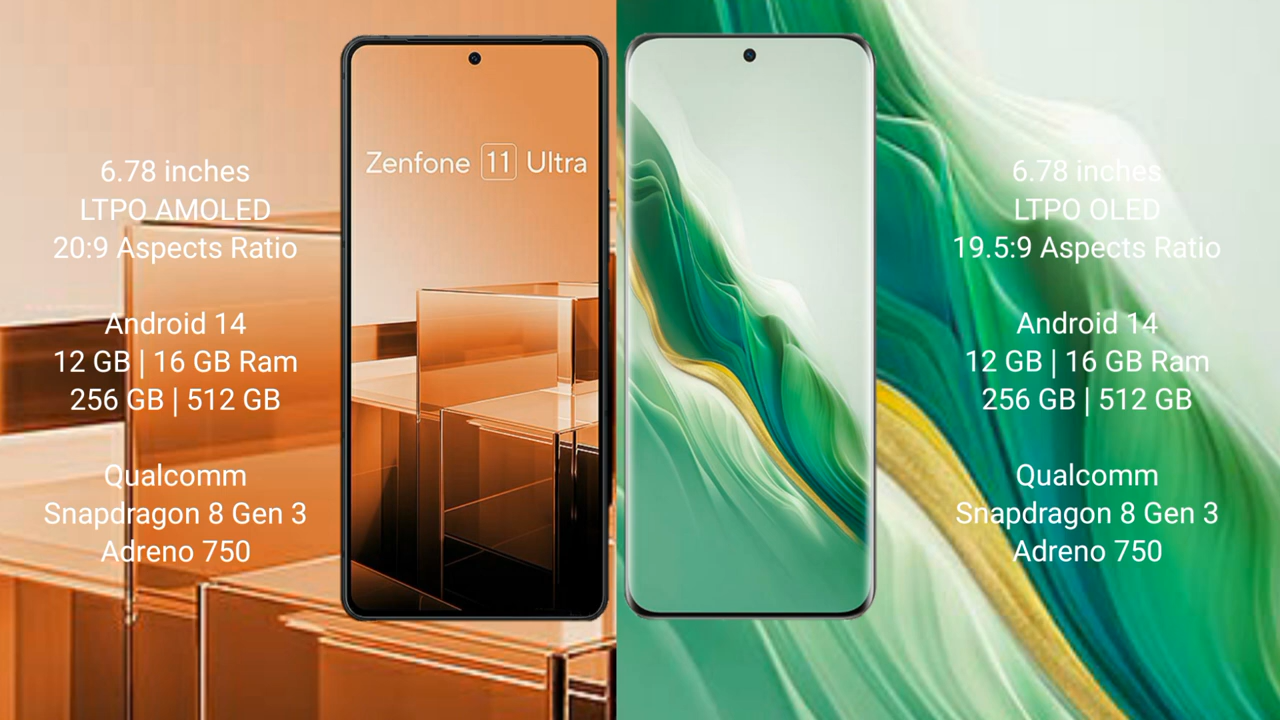 6.78 inches
LTPO AMOLED
20:9 Aspects Ratio
Android 14
12 GB | 16 GB Ram
256 GB | 512 GB
Qualcomm
Snapdragon 8 Gen 3
Adreno 750
Zenfone 11 Ultra
6.78 inches
LTPO OLED
19.5:9 Aspects Ratio
Android 14
12 GB | 16 GB Ram
256 GB | 512 GB
Qualcomm
Snapdragon 8 Gen 3
Adreno 750